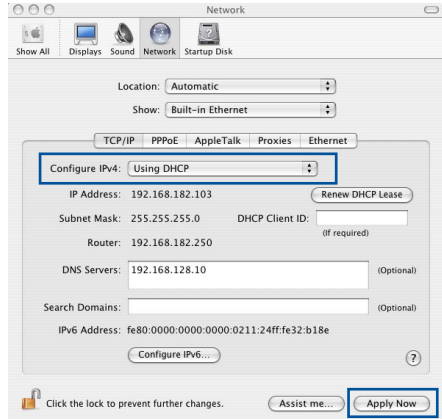 Network
Show All Displays Sound Network Startup Disk
Location: Automatic
Show: Built-in Ethernet
TCP/IP PPPoE AppleTalk Proxies Ethernet
Configure IPv4: Using DHCP
IP Address: 192.168.182.103 Renew DHCP Lease
Subnet Mask: 255.255.255.0 DHCP Client ID:
(If required)
Router: 192.168.182.250
DNS Servers: 192.168.128.10 (Optional)
Search Domains: (Optional)
IPv6 Address: fe80:0000:0000:0000:0211:24ff:fe32:b18e
Configure IPv6... ?
Click the lock to prevent further changes. Assist me... Apply Now